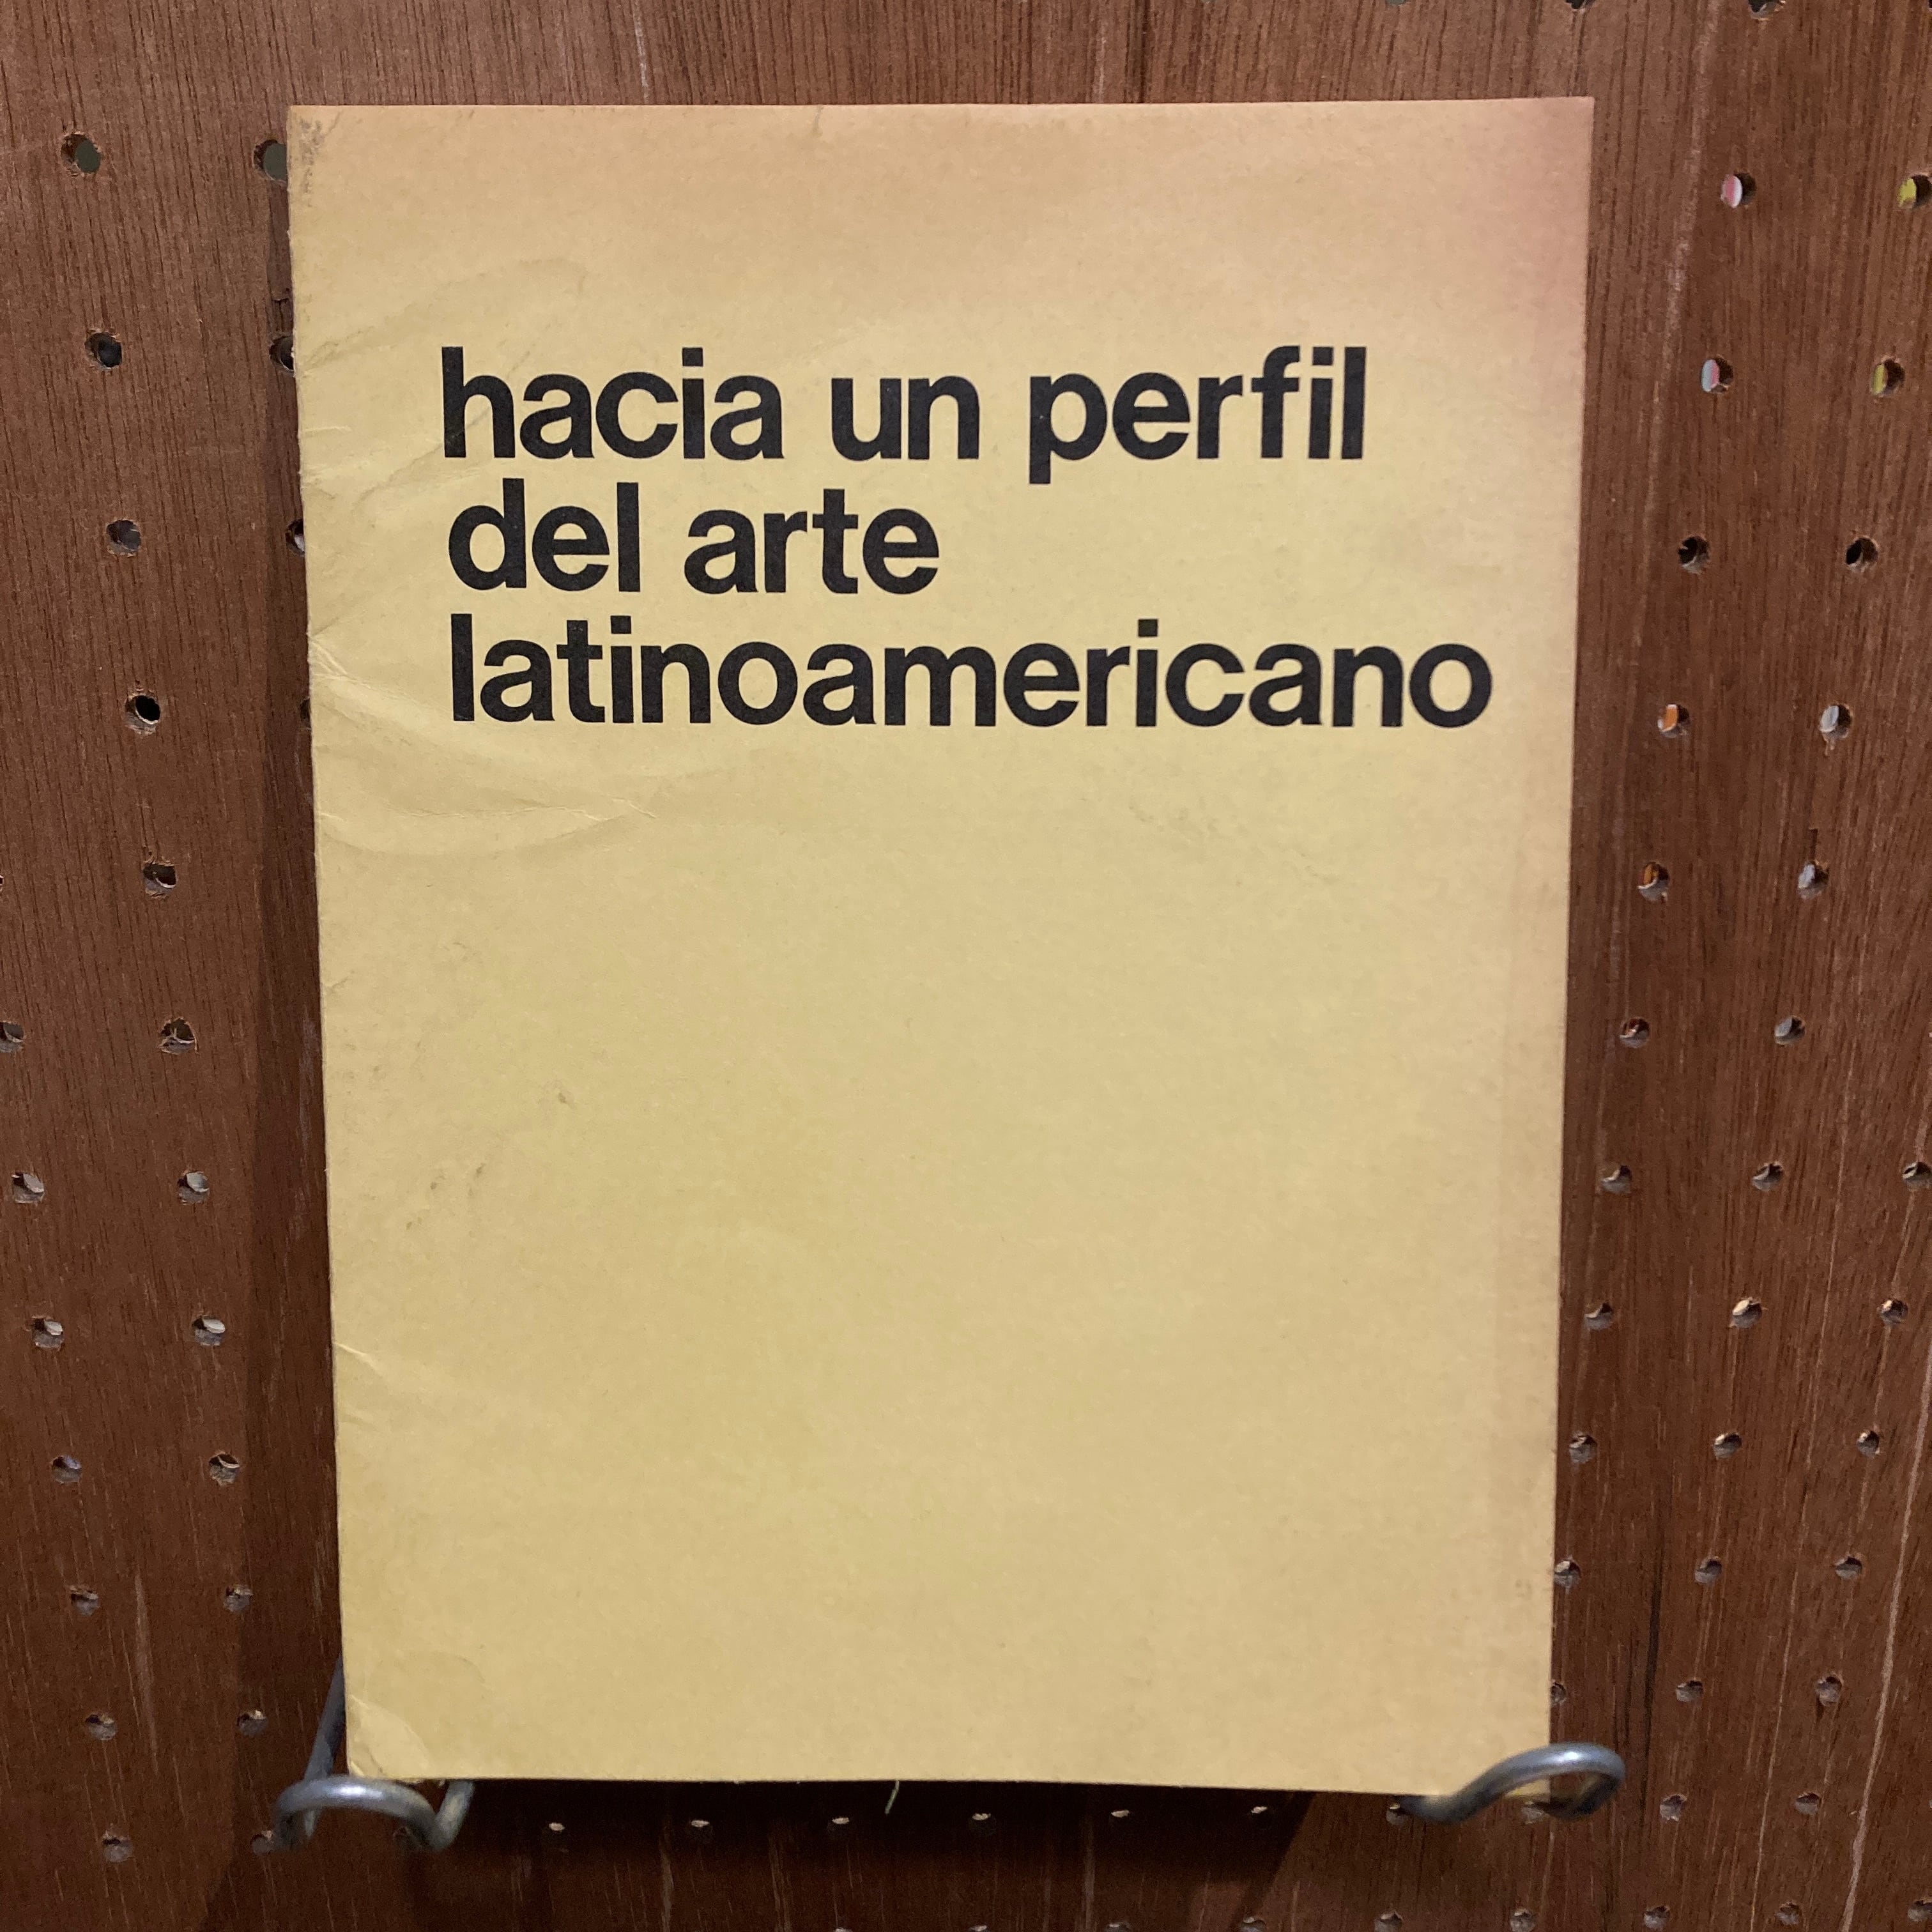 hacia un perfil
del arte
latinoamericano